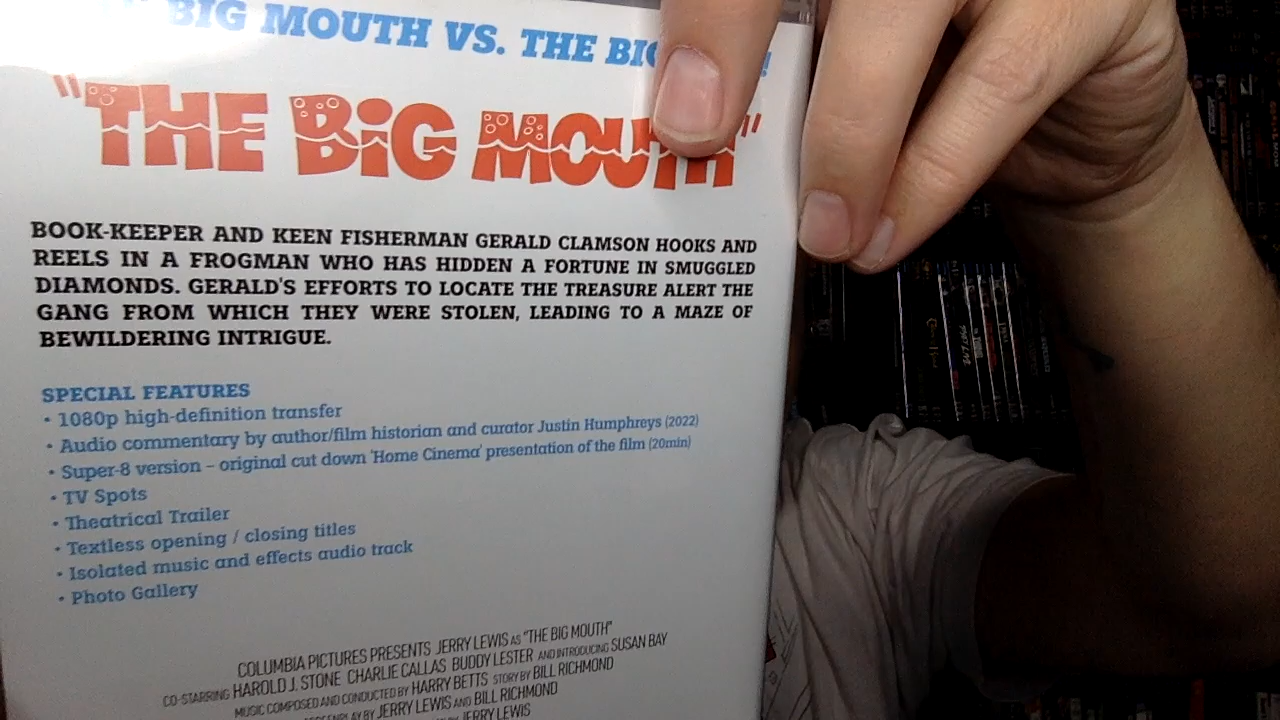 BIG MOUTH VS. THE BIG !
"THE BIG MOUTH"
BOOK-KEEPER AND KEEN FISHERMAN GERALD CLAMSON HOOKS AND
REELS IN A FROGMAN WHO HAS HIDDEN A FORTUNE IN SMUGGLED
DIAMONDS. GERALD'S EFFORTS TO LOCATE THE TREASURE ALERT THE
GANG FROM WHICH THEY WERE STOLEN, LEADING TO A MAZE OF
BEWILDERING INTRIGUE.
SPECIAL FEATURES
• 1080p high-definition transfer
• Audio commentary by author/film historian and curator Justin Humphreys (2022)
• Super-8 version – original cut down 'Home Cinema' presentation of the film (20min)
• TV Spots
• Theatrical Trailer
• Textless opening / closing titles
• Isolated music and effects audio track
• Photo Gallery
COLUMBIA PICTURES PRESENTS JERRY LEWIS AS "THE BIG MOUTH"
CO-STARRING HAROLD J. STONE CHARLIE CALLAS BUDDY LESTER AND INTRODUCING SUSAN BAY
MUSIC COMPOSED AND CONDUCTED BY HARRY BETTS STORY BY BILL RICHMOND
BY JERRY LEWIS AND BILL RICHMOND
JERRY LEWIS